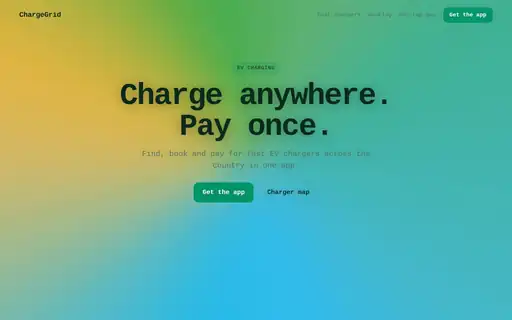 ChargeGrid
Get the app
EV CHARGING
Charge anywhere.
Pay once.
Find, book and pay for fast EV chargers across the
country in one app
Get the app
Charger map